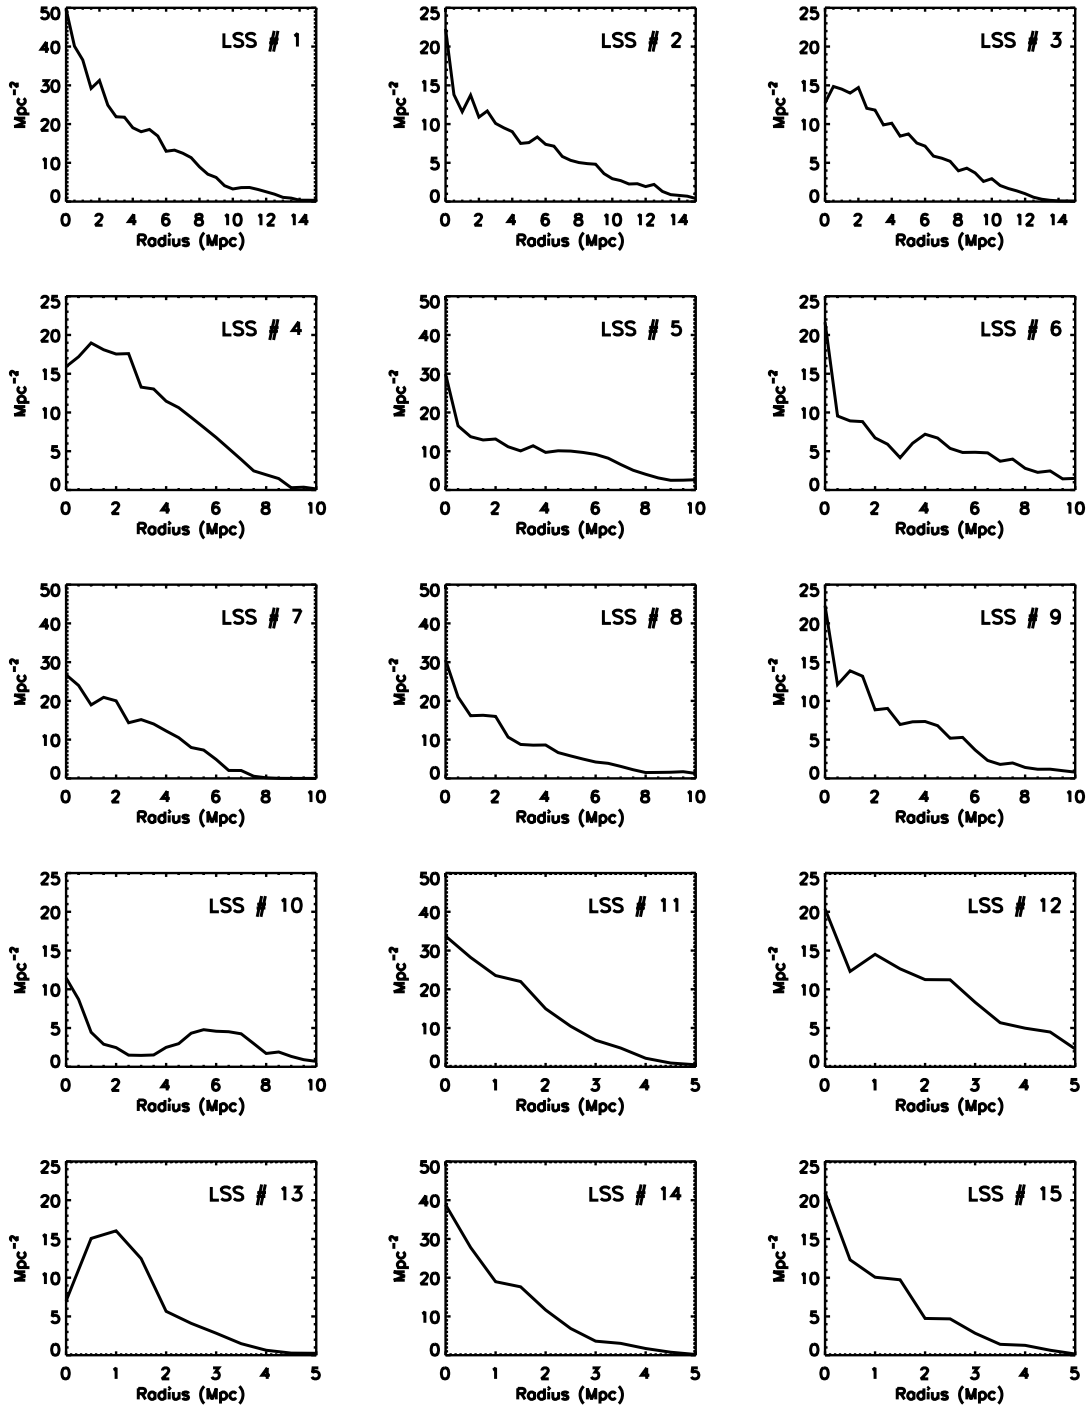 50 25 25
LSS # 1 LSS # 2 LSS # 3
40 20 20
30 15 15
Mpc⁻² Mpc⁻² Mpc⁻²
20 10 10
10 5 5
0 0 0
0 2 4 6 8 10 12 14 0 2 4 6 8 10 12 14 0 2 4 6 8 10 12 14
Radius (Mpc) Radius (Mpc) Radius (Mpc)
25 50 25
LSS # 4 LSS # 5 LSS # 6
20 40 20
15 30 15
Mpc⁻² Mpc⁻² Mpc⁻²
10 20 10
5 10 5
0 0 0
0 2 4 6 8 10 0 2 4 6 8 10 0 2 4 6 8 10
Radius (Mpc) Radius (Mpc) Radius (Mpc)
50 50 25
LSS # 7 LSS # 8 LSS # 9
40 40 20
30 30 15
Mpc⁻² Mpc⁻² Mpc⁻²
20 20 10
10 10 5
0 0 0
0 2 4 6 8 10 0 2 4 6 8 10 0 2 4 6 8 10
Radius (Mpc) Radius (Mpc) Radius (Mpc)
25 50 25
LSS # 10 LSS # 11 LSS # 12
20 40 20
15 30 15
Mpc⁻² Mpc⁻² Mpc⁻²
10 20 10
5 10 5
0 0 0
0 2 4 6 8 10 0 1 2 3 4 5 0 1 2 3 4 5
Radius (Mpc) Radius (Mpc) Radius (Mpc)
25 50 25
LSS # 13 LSS # 14 LSS # 15
20 40 20
15 30 15
Mpc⁻² Mpc⁻² Mpc⁻²
10 20 10
5 10 5
0 0 0
0 1 2 3 4 5 0 1 2 3 4 5 0 1 2 3 4 5
Radius (Mpc) Radius (Mpc) Radius (Mpc)